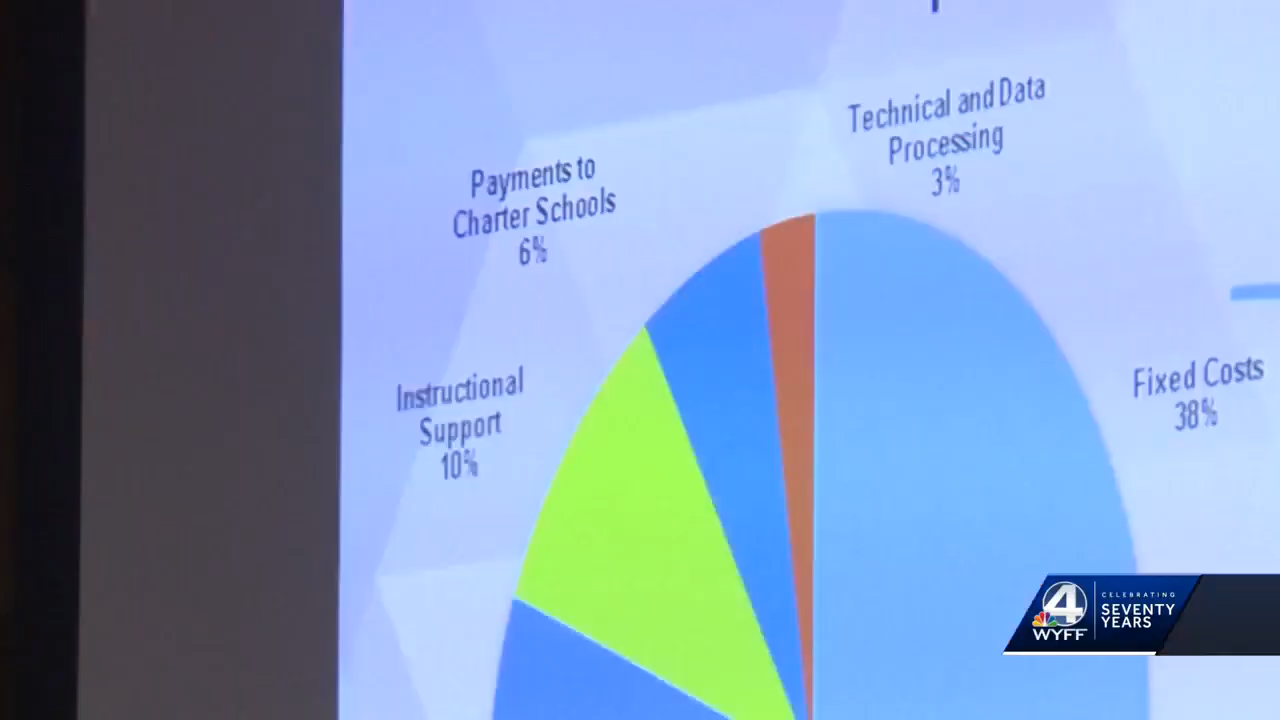 Technical and Data
Processing
3%
Payments to
Charter Schools
6%
Fixed Costs
38%
Instructional
Support
10%
4
WYFF
CELEBRATING
SEVENTY
YEARS